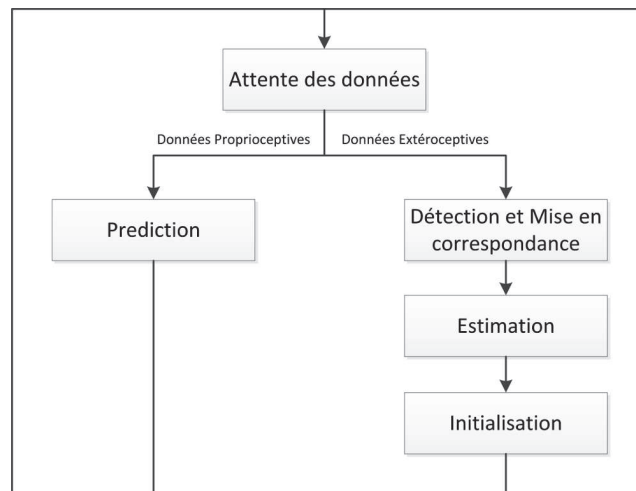 Attente des données
Données Proprioceptives
Données Extéroceptives
Prediction
Détection et Mise en
correspondance
Estimation
Initialisation